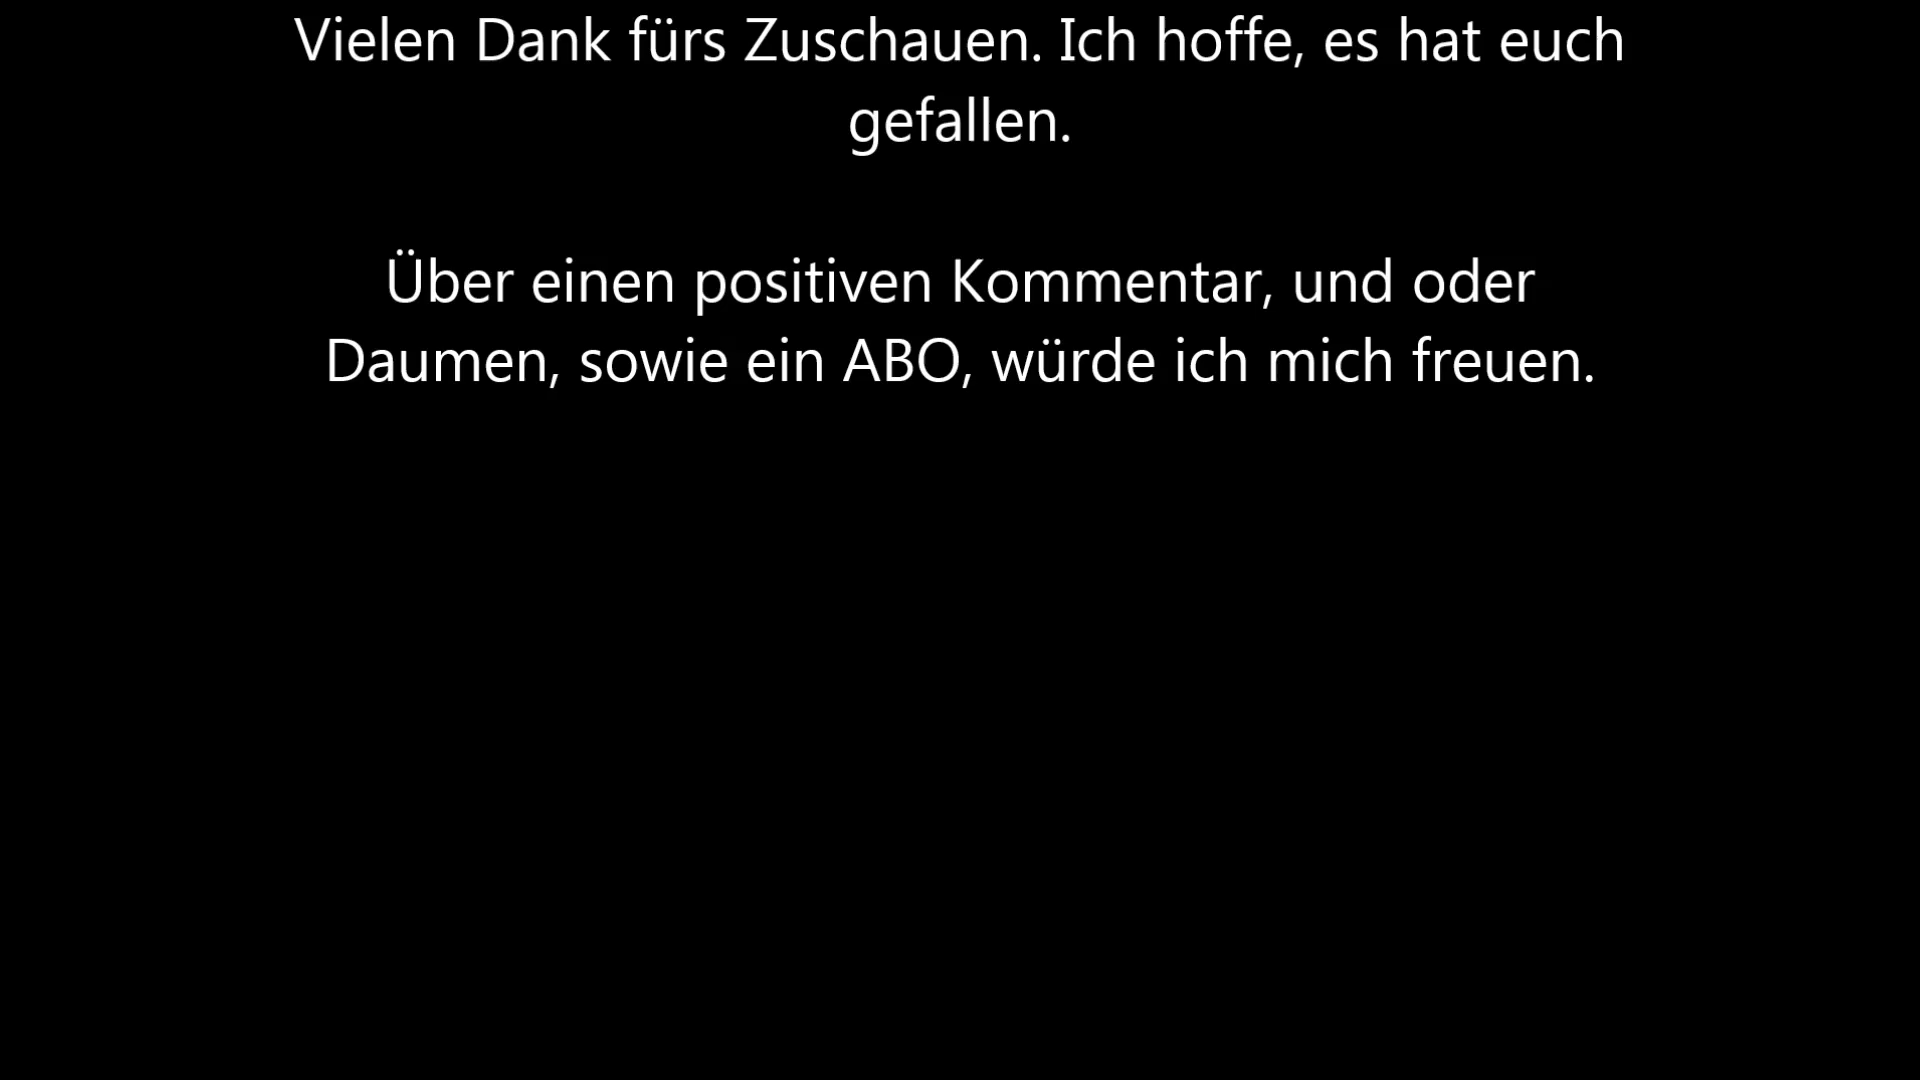 Vielen Dank fürs Zuschauen. Ich hoffe, es hat euch
gefallen.
Über einen positiven Kommentar, und oder
Daumen, sowie ein ABO, würde ich mich freuen.